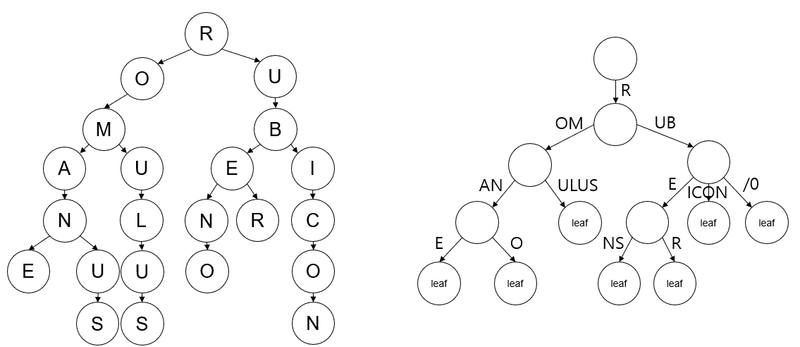 R
O U
M B
A U E I
R
OM UB
N L N R C
AN ULUS E ICON /0
leaf leaf leaf
E U U O O
E O NS R
leaf leaf leaf leaf
S S N